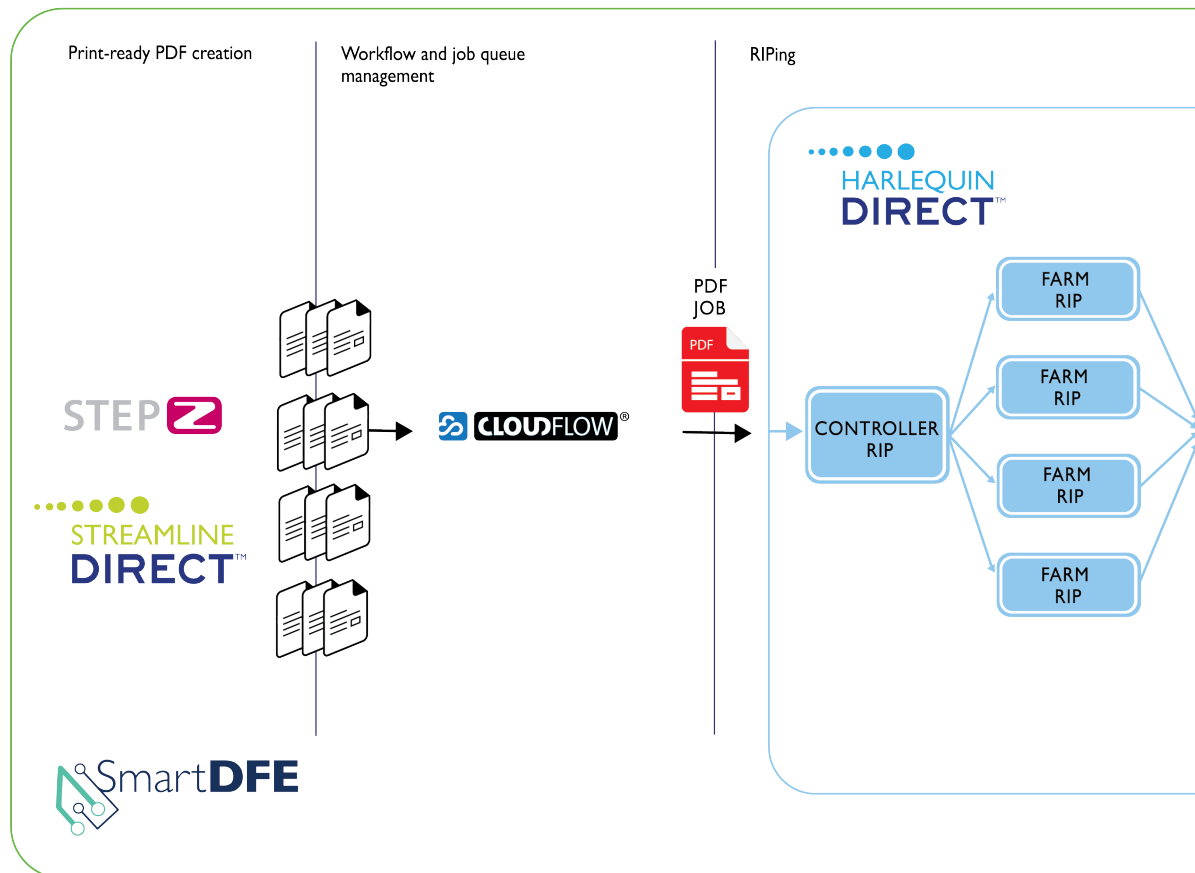 Print-ready PDF creation
Workflow and job queue
management
RIPing
HARLEQUIN
DIRECT™
PDF
JOB
PDF
FARM
RIP
FARM
RIP
FARM
RIP
FARM
RIP
CONTROLLER
RIP
STEP Z
CLOUDFLOW®
STREAMLINE
DIRECT™
SmartDFE